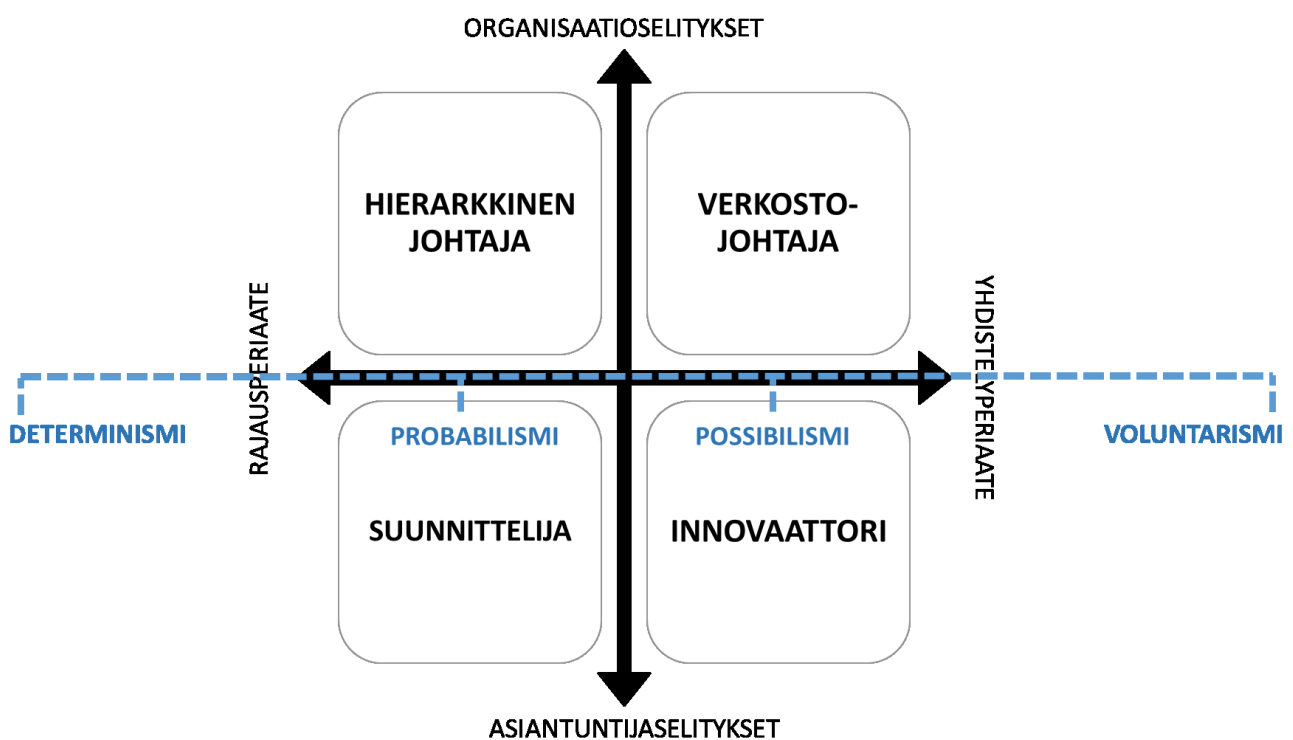 ORGANISAATIOSELITYKSET
HIERARKKINEN
JOHTAJA
VERKOSTO-
JOHTAJA
RAJAUSPERIAATE
YHDISTELYPERIAATE
DETERMINISMI
PROBABILISMI
POSSIBILISMI
VOLUNTARISMI
SUUNNITTELIJA
INNOVAATTORI
ASIANTUNTIJASELITYKSET